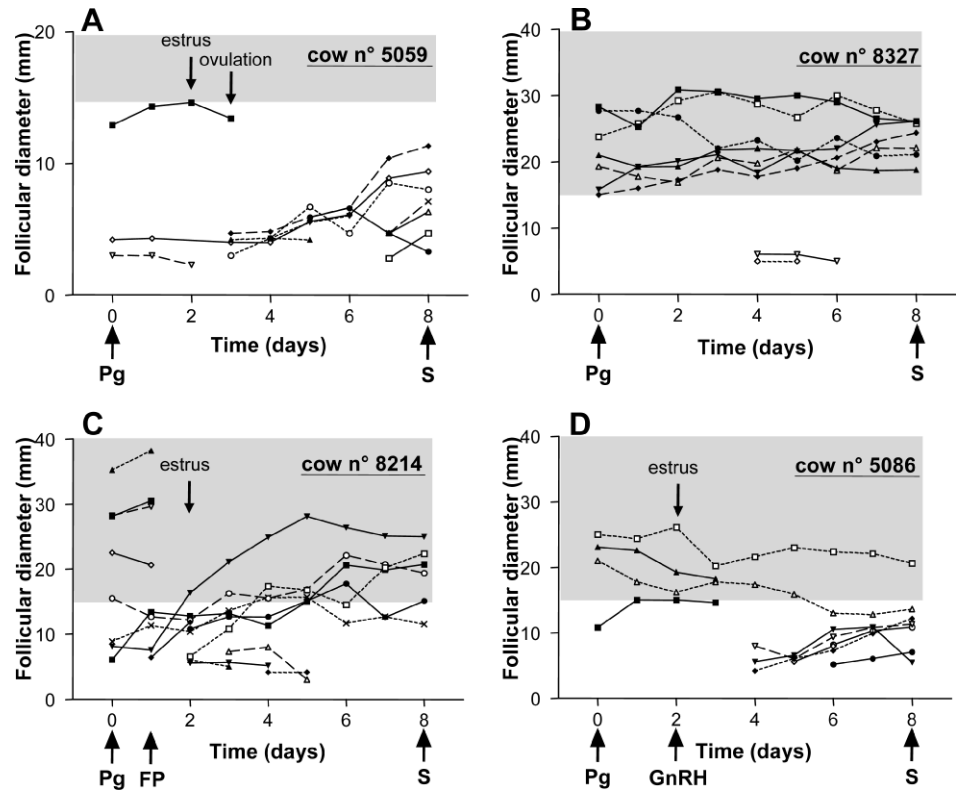 A
Follicular diameter (mm)
20
10
0
estrus
ovulation
cow n° 5059
0 2 4 6 8
Time (days)
Pg
S
B
Follicular diameter (mm)
40
30
20
10
0
cow n° 8327
0 2 4 6 8
Time (days)
Pg
S
C
Follicular diameter (mm)
40
30
20
10
0
estrus
cow n° 8214
0 2 4 6 8
Time (days)
Pg FP
S
D
Follicular diameter (mm)
40
30
20
10
0
estrus
cow n° 5086
0 2 4 6 8
Time (days)
Pg
GnRH
S